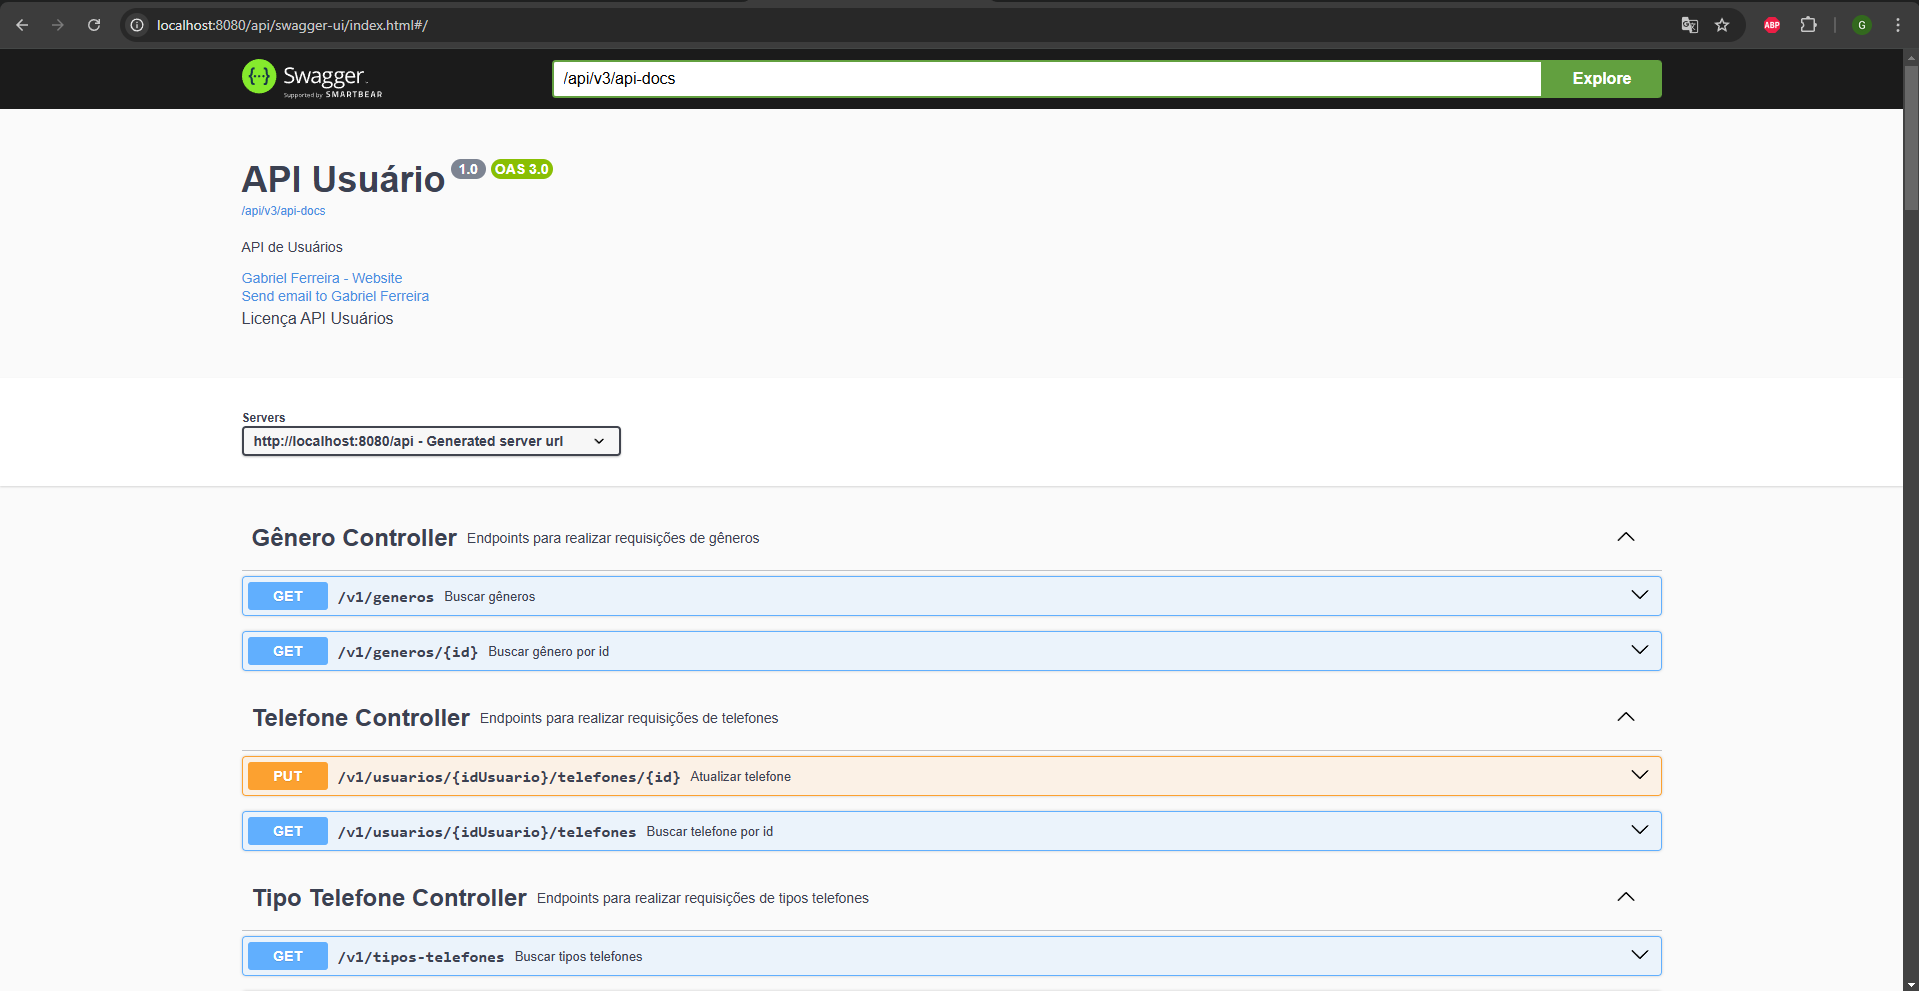 localhost:8080/api/swagger-ui/index.html#/
ABP
G
{···} Swagger.
Supported by SMARTBEAR
/api/v3/api-docs
Explore
API Usuário 1.0 OAS 3.0
/api/v3/api-docs
API de Usuários
Gabriel Ferreira - Website
Send email to Gabriel Ferreira
Licença API Usuários
Servers
http://localhost:8080/api - Generated server url
Gênero Controller Endpoints para realizar requisições de gêneros
GET /v1/generos Buscar gêneros
GET /v1/generos/{id} Buscar gênero por id
Telefone Controller Endpoints para realizar requisições de telefones
PUT /v1/usuarios/{idUsuario}/telefones/{id} Atualizar telefone
GET /v1/usuarios/{idUsuario}/telefones Buscar telefone por id
Tipo Telefone Controller Endpoints para realizar requisições de tipos telefones
GET /v1/tipos-telefones Buscar tipos telefones